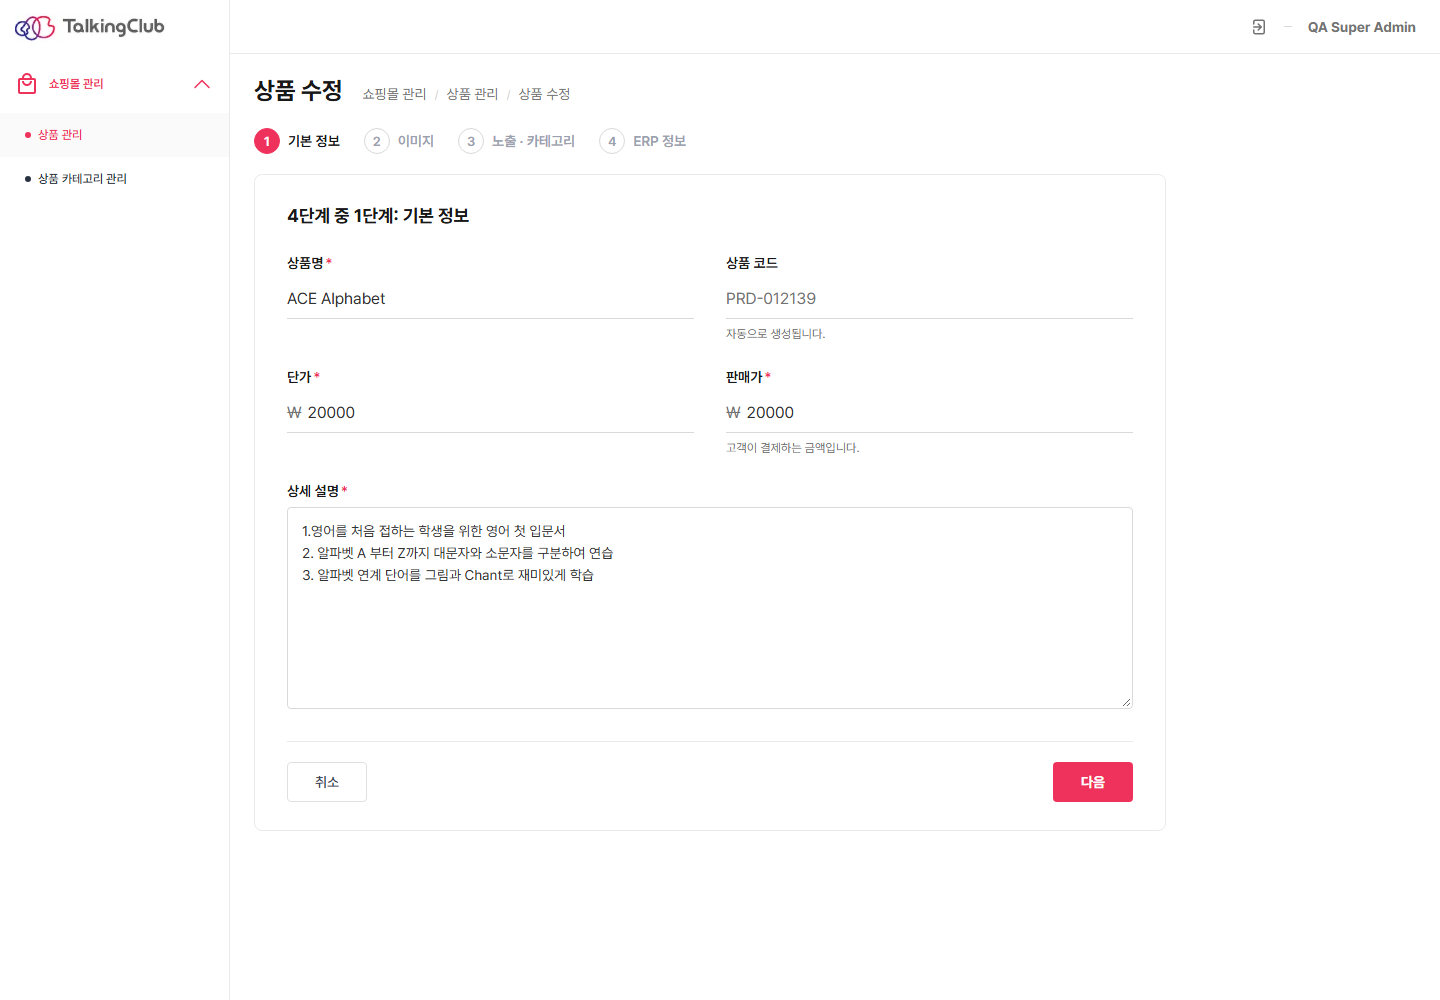 TalkingClub
QA Super Admin
쇼핑몰 관리
상품 관리
상품 카테고리 관리
상품 수정
쇼핑몰 관리 / 상품 관리 / 상품 수정
1 기본 정보 2 이미지 3 노출 · 카테고리 4 ERP 정보
4단계 중 1단계: 기본 정보
상품명 *
ACE Alphabet
상품 코드
PRD-012139
자동으로 생성됩니다.
단가 *
₩ 20000
판매가 *
₩ 20000
고객이 결제하는 금액입니다.
상세 설명 *
1.영어를 처음 접하는 학생을 위한 영어 첫 입문서
2. 알파벳 A 부터 Z까지 대문자와 소문자를 구분하여 연습
3. 알파벳 연계 단어를 그림과 Chant로 재미있게 학습
취소
다음